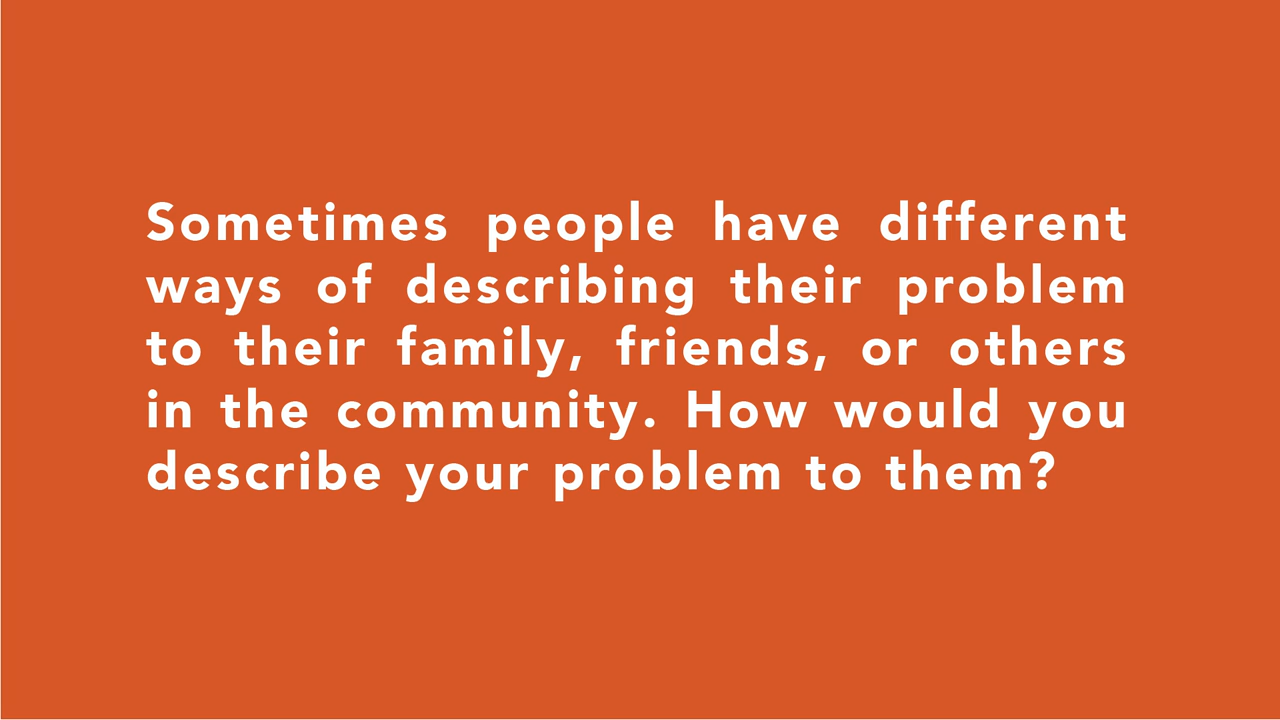 Sometimes people have different
ways of describing their problem
to their family, friends, or others
in the community. How would you
describe your problem to them?